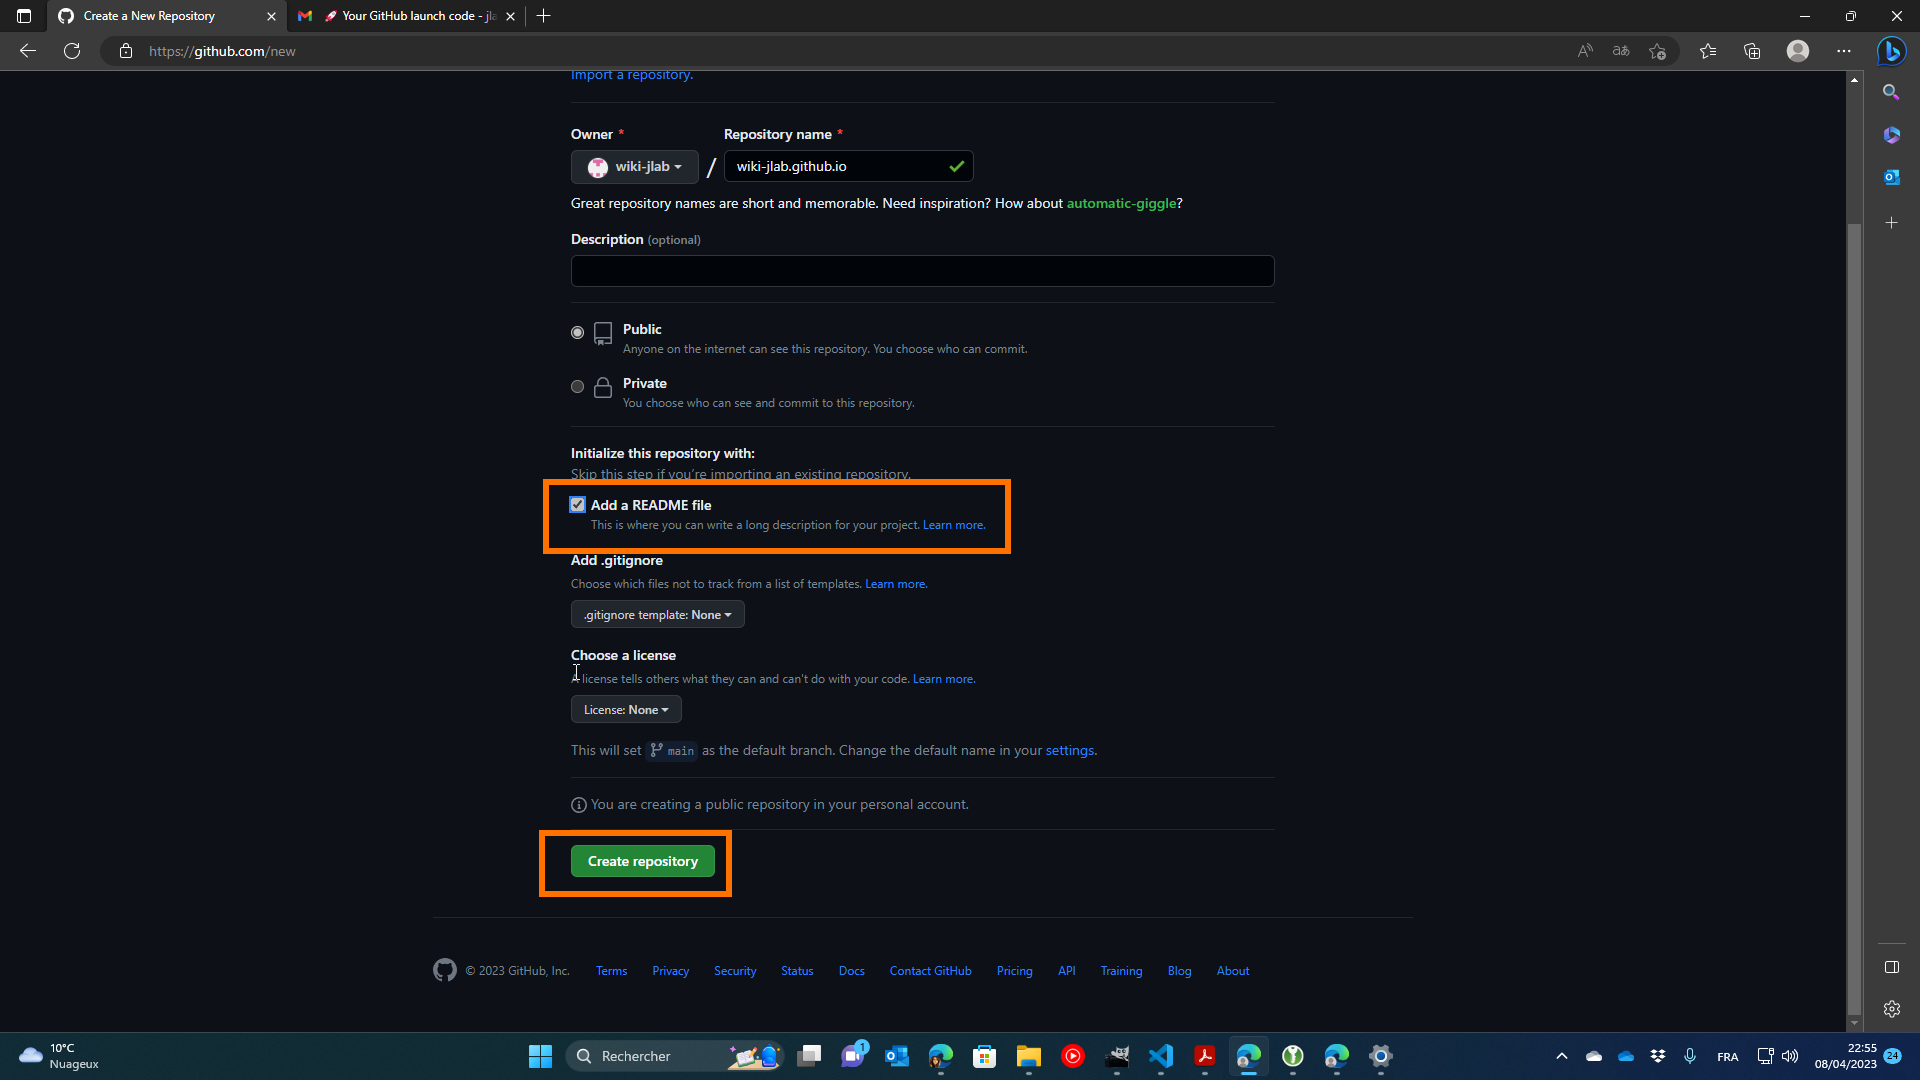 Create a New Repository
🚀 Your GitHub launch code - jla
https://github.com/new
Import a repository.
Owner *
Repository name *
wiki-jlab
/
wiki-jlab.github.io
Great repository names are short and memorable. Need inspiration? How about automatic-giggle?
Description (optional)
Public
Anyone on the internet can see this repository. You choose who can commit.
Private
You choose who can see and commit to this repository.
Initialize this repository with:
Skip this step if you're importing an existing repository.
Add a README file
This is where you can write a long description for your project. Learn more.
Add .gitignore
Choose which files not to track from a list of templates. Learn more.
.gitignore template: None
Choose a license
A license tells others what they can and can't do with your code. Learn more.
License: None
This will set main as the default branch. Change the default name in your settings.
You are creating a public repository in your personal account.
Create repository
© 2023 GitHub, Inc. Terms Privacy Security Status Docs Contact GitHub Pricing API Training Blog About
10°C
Nuageux
Rechercher
1
FRA
22:55
08/04/2023
24